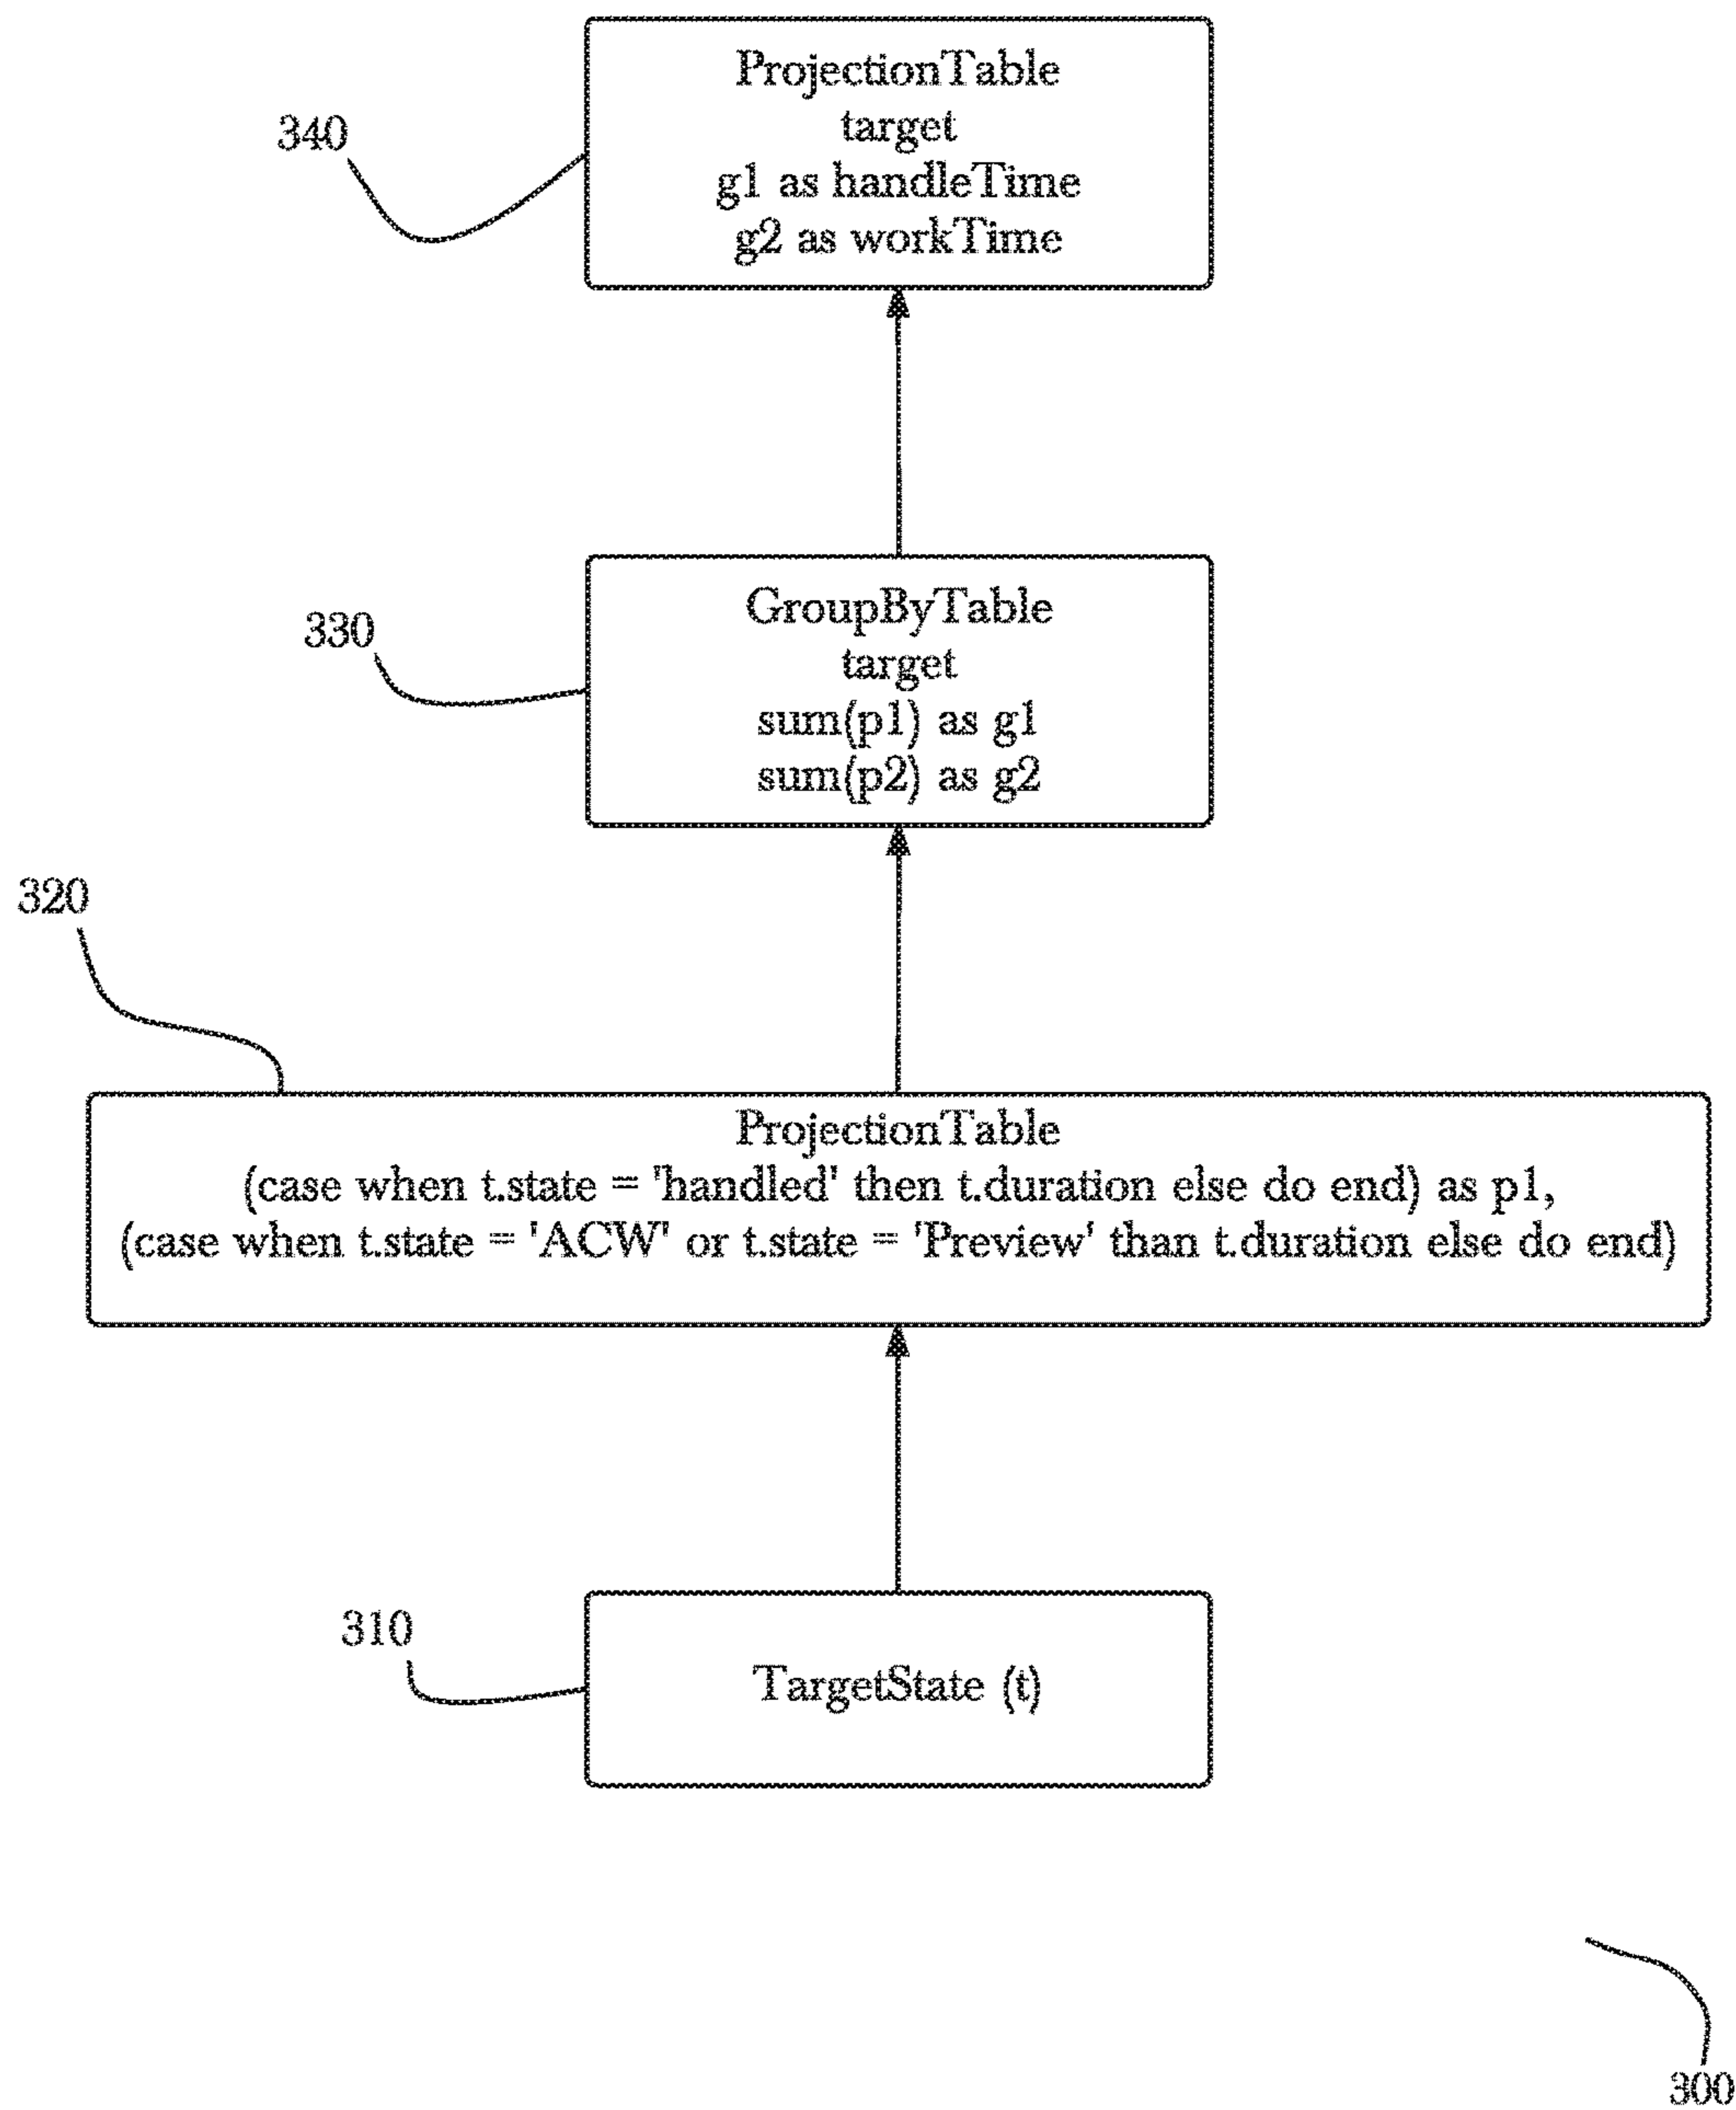 ProjectionTable
target
g1 as handleTime
g2 as workTime
340
GroupByTable
target
sum(p1) as g1
sum(p2) as g2
330
320
ProjectionTable
(case when t.state = 'handled' then t.duration else do end) as p1,
(case when t.state = 'ACW' or t.state = 'Preview' than t.duration else do end)
310
TargetState (t)
300